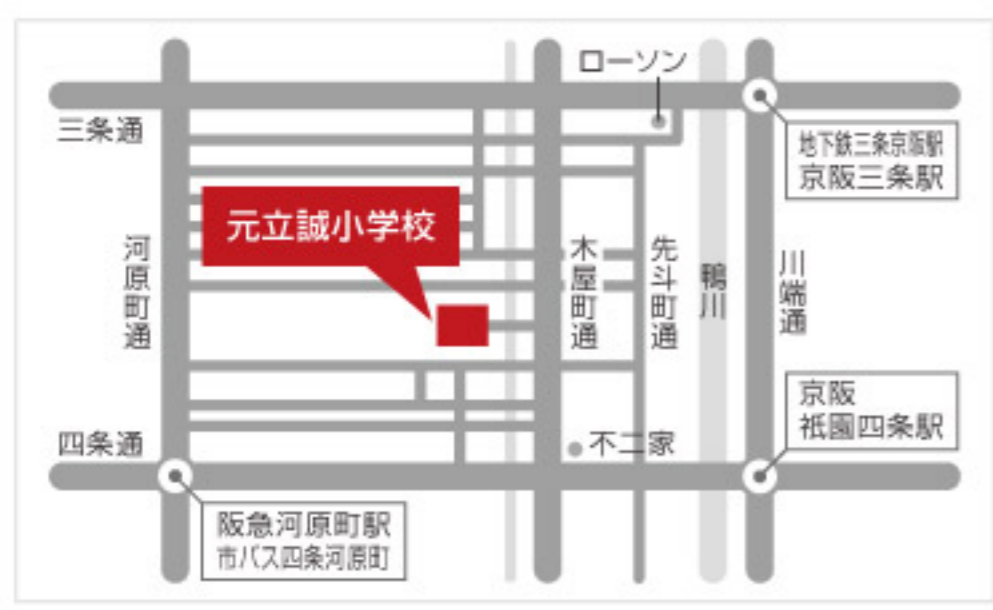 ローソン
三条通
地下鉄三条京阪駅
京阪三条駅
元立誠小学校
河原町通
木屋町通
先斗町通
鴨川
川端通
京阪
祇園四条駅
四条通
不二家
阪急河原町駅
市バス四条河原町